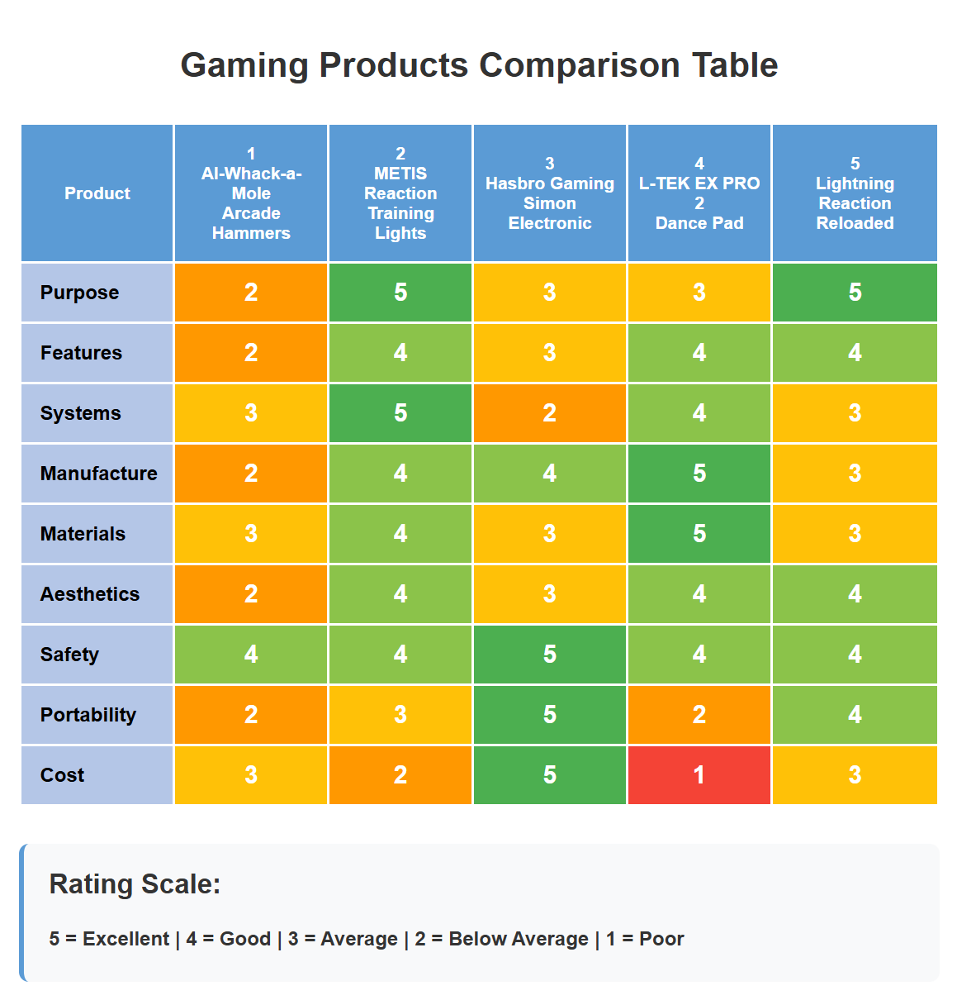 Gaming Products Comparison Table
Product
1
AI-Whack-a-
Mole
Arcade
Hammers
2
METIS
Reaction
Training
Lights
3
Hasbro Gaming
Simon
Electronic
4
L-TEK EX PRO
2
Dance Pad
5
Lightning
Reaction
Reloaded
Purpose 2 5 3 3 5
Features 2 4 3 4 4
Systems 3 5 2 4 3
Manufacture 2 4 4 5 3
Materials 3 4 3 5 3
Aesthetics 2 4 3 4 4
Safety 4 4 5 4 4
Portability 2 3 5 2 4
Cost 3 2 5 1 3
Rating Scale:
5 = Excellent | 4 = Good | 3 = Average | 2 = Below Average | 1 = Poor